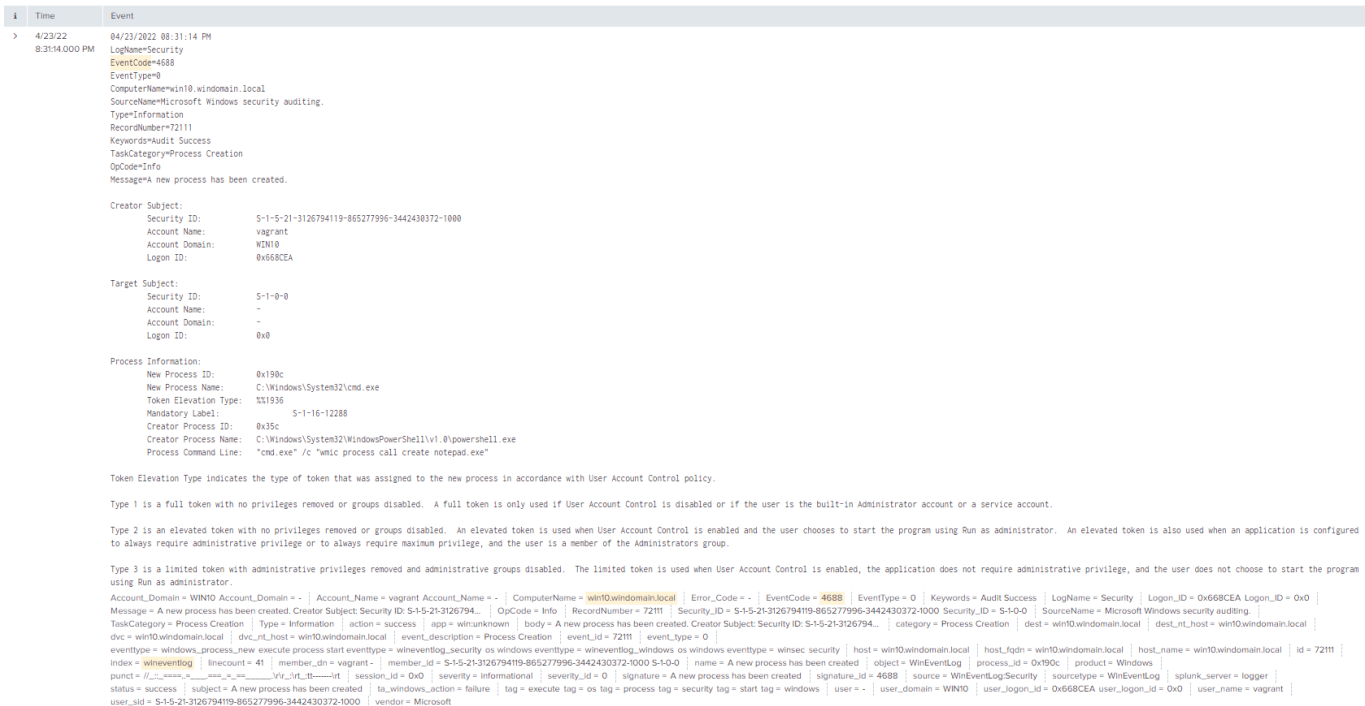 i Time Event
> 4/23/22 04/23/2022 08:31:14 PM
8:31:14.000 PM LogName=Security
EventCode=4688
EventType=0
ComputerName=win10.windomain.local
SourceName=Microsoft Windows security auditing.
Type=Information
RecordNumber=72111
Keywords=Audit Success
TaskCategory=Process Creation
OpCode=Info
Message=A new process has been created.
Creator Subject:
Security ID: S-1-5-21-3126794119-865277996-3442430372-1000
Account Name: vagrant
Account Domain: WIN10
Logon ID: 0x668CEA
Target Subject:
Security ID: S-1-0-0
Account Name: -
Account Domain: -
Logon ID: 0x0
Process Information:
New Process ID: 0x190c
New Process Name: C:\Windows\System32\cmd.exe
Token Elevation Type: %%1936
Mandatory Label: S-1-16-12288
Creator Process ID: 0x35c
Creator Process Name: C:\Windows\System32\WindowsPowerShell\v1.0\powershell.exe
Process Command Line: "cmd.exe" /c "wmic process call create notepad.exe"
Token Elevation Type indicates the type of token that was assigned to the new process in accordance with User Account Control policy.
Type 1 is a full token with no privileges removed or groups disabled. A full token is only used if User Account Control is disabled or if the user is the built-in Administrator account or a service account.
Type 2 is an elevated token with no privileges removed or groups disabled. An elevated token is used when User Account Control is enabled and the user chooses to start the program using Run as administrator. An elevated token is also used when an application is configured
to always require administrative privilege or to always require maximum privilege, and the user is a member of the Administrators group.
Type 3 is a limited token with administrative privileges removed and administrative groups disabled. The limited token is used when User Account Control is enabled, the application does not require administrative privilege, and the user does not choose to start the program
using Run as administrator.
Account_Domain = WIN10 Account_Domain = - Account_Name = vagrant Account_Name = - ComputerName = win10.windomain.local Error_Code = - EventCode = 4688 EventType = 0 Keywords = Audit Success LogName = Security Logon_ID = 0x668CEA Logon_ID = 0x0
Message = A new process has been created. Creator Subject: Security ID: S-1-5-21-3126794... OpCode = Info RecordNumber = 72111 Security_ID = S-1-5-21-3126794119-865277996-3442430372-1000 Security_ID = S-1-0-0 SourceName = Microsoft Windows security auditing.
TaskCategory = Process Creation Type = Information action = success app = win:unknown body = A new process has been created. Creator Subject: Security ID: S-1-5-21-3126794... category = Process Creation dest = win10.windomain.local dest_nt_host = win10.windomain.local
dvc = win10.windomain.local dvc_nt_host = win10.windomain.local event_description = Process Creation event_id = 72111 event_type = 0
eventtype = windows_process_new execute process start eventtype = wineventlog_security os windows eventtype = wineventlog_windows os windows eventtype = winsec security host = win10.windomain.local host_fqdn = win10.windomain.local host_name = win10.windomain.local id = 72111
index = wineventlog linecount = 41 member_dn = vagrant - member_id = S-1-5-21-3126794119-865277996-3442430372-1000 S-1-0-0 name = A new process has been created object = WinEventLog process_id = 0x190c product = Windows
session_id = 0x0 severity = informational severity_id = 0 signature = A new process has been created signature_id = 4688 source = WinEventLog:Security sourcetype = WinEventLog splunk_server = logger
status = success subject = A new process has been created ta_windows_action = failure tag = execute tag = os tag = process tag = security tag = start tag = windows user = - user_domain = WIN10 user_logon_id = 0x668CEA user_logon_id = 0x0 user_name = vagrant
user_sid = S-1-5-21-3126794119-865277996-3442430372-1000 vendor = Microsoft